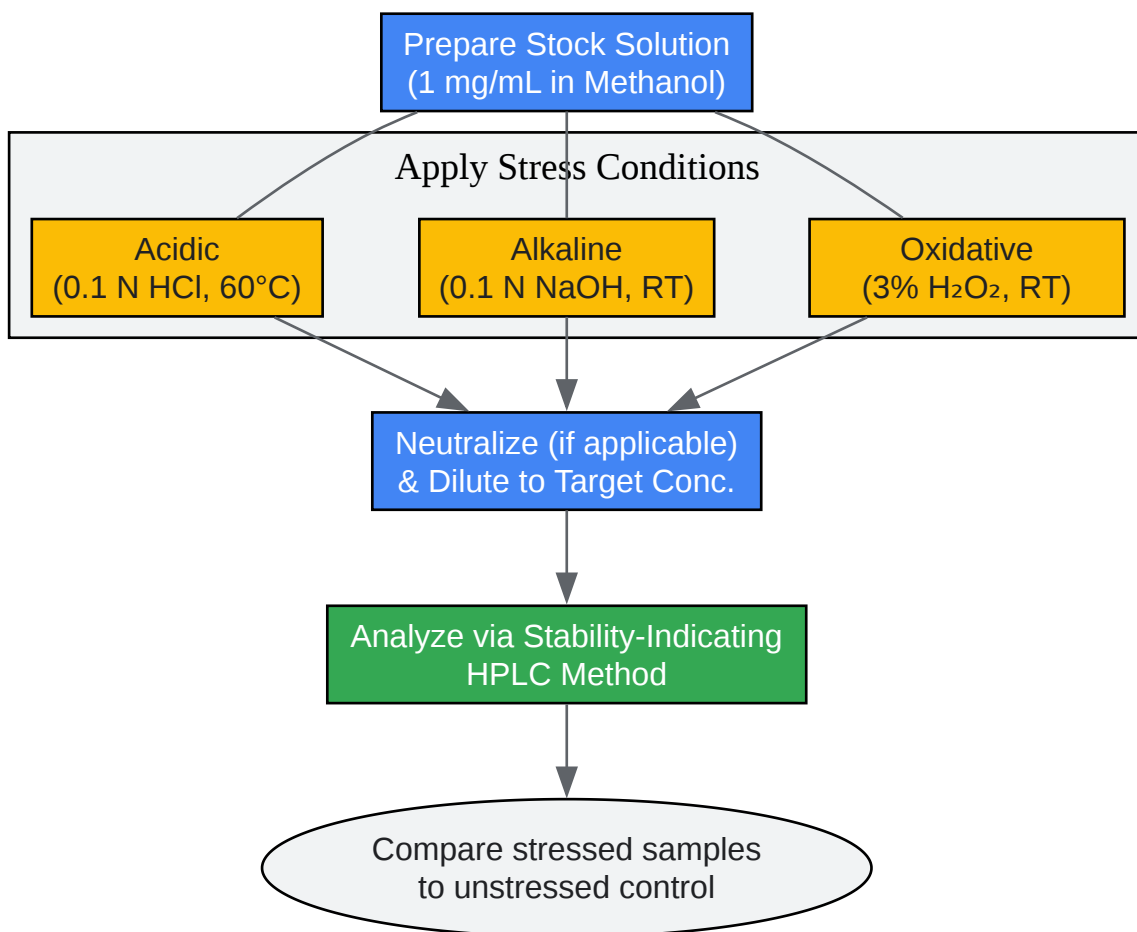 Prepare Stock Solution
(1 mg/mL in Methanol)
Apply Stress Conditions
Acidic
(0.1 N HCl, 60°C)
Alkaline
(0.1 N NaOH, RT)
Oxidative
(3% H₂O₂, RT)
Neutralize (if applicable)
& Dilute to Target Conc.
Analyze via Stability-Indicating
HPLC Method
Compare stressed samples
to unstressed control